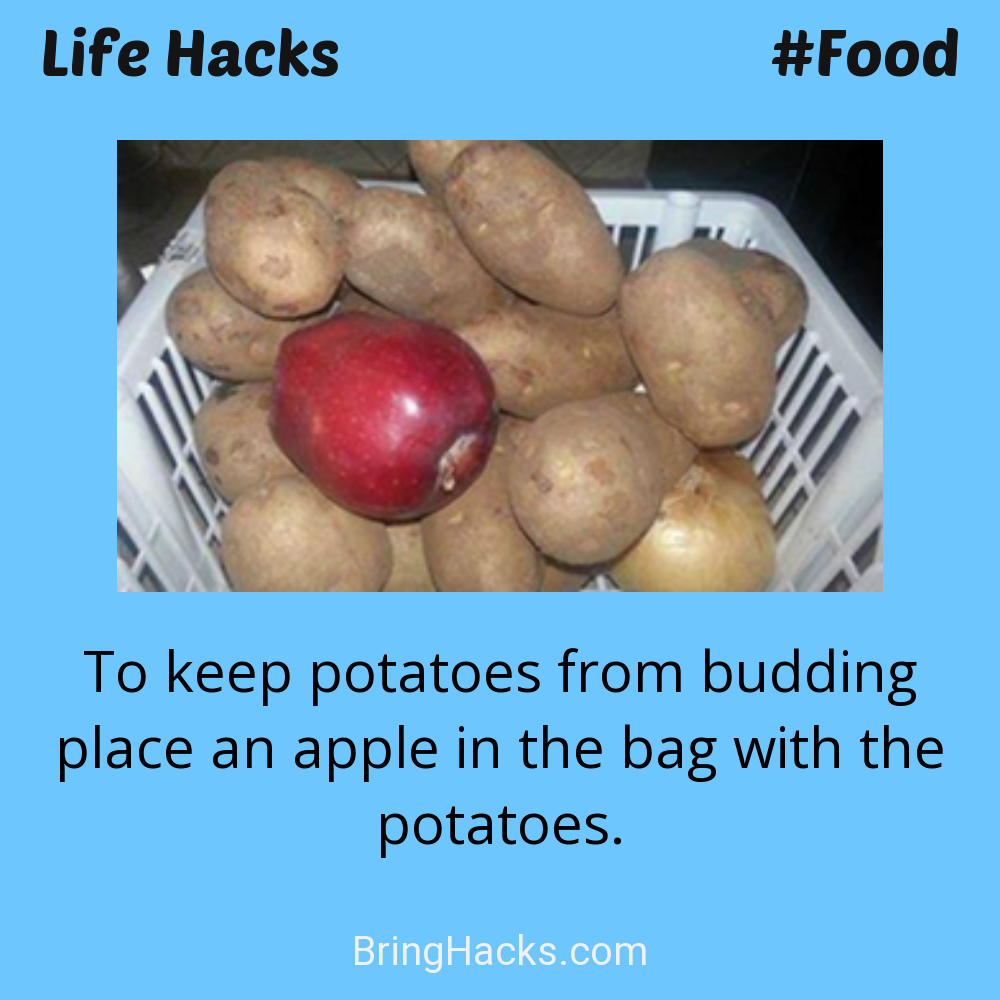 Life Hacks #Food
To keep potatoes from budding
place an apple in the bag with the
potatoes.
BringHacks.com